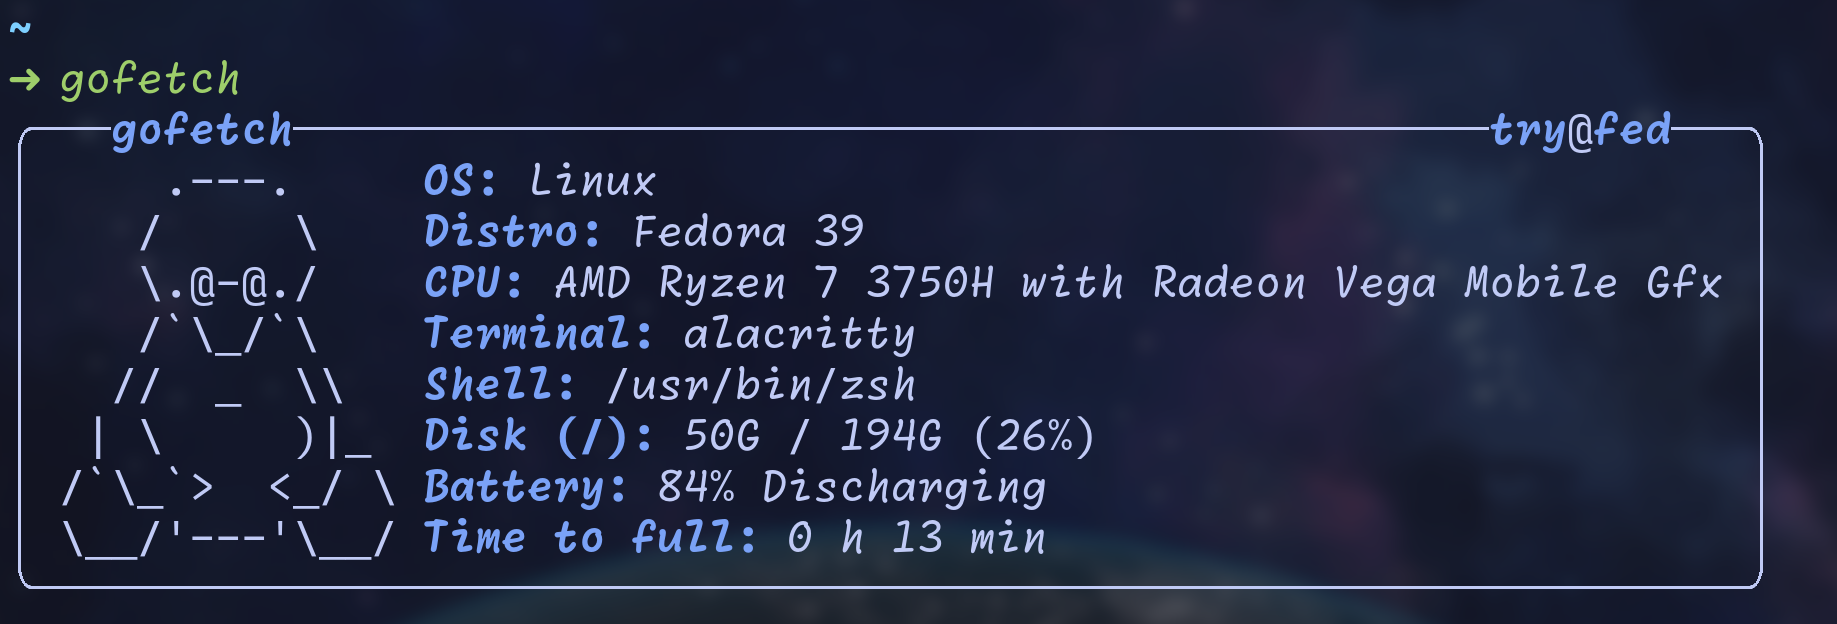 ~
➜ gofetch
gofetch try@fed
.---. OS: Linux
/ \ Distro: Fedora 39
\.@-@./ CPU: AMD Ryzen 7 3750H with Radeon Vega Mobile Gfx
/`\_/`\ Terminal: alacritty
// _ \\ Shell: /usr/bin/zsh
| \ )|_ Disk (/): 50G / 194G (26%)
/`\_`> <_/ \ Battery: 84% Discharging
\__/'---'\__/ Time to full: 0 h 13 min